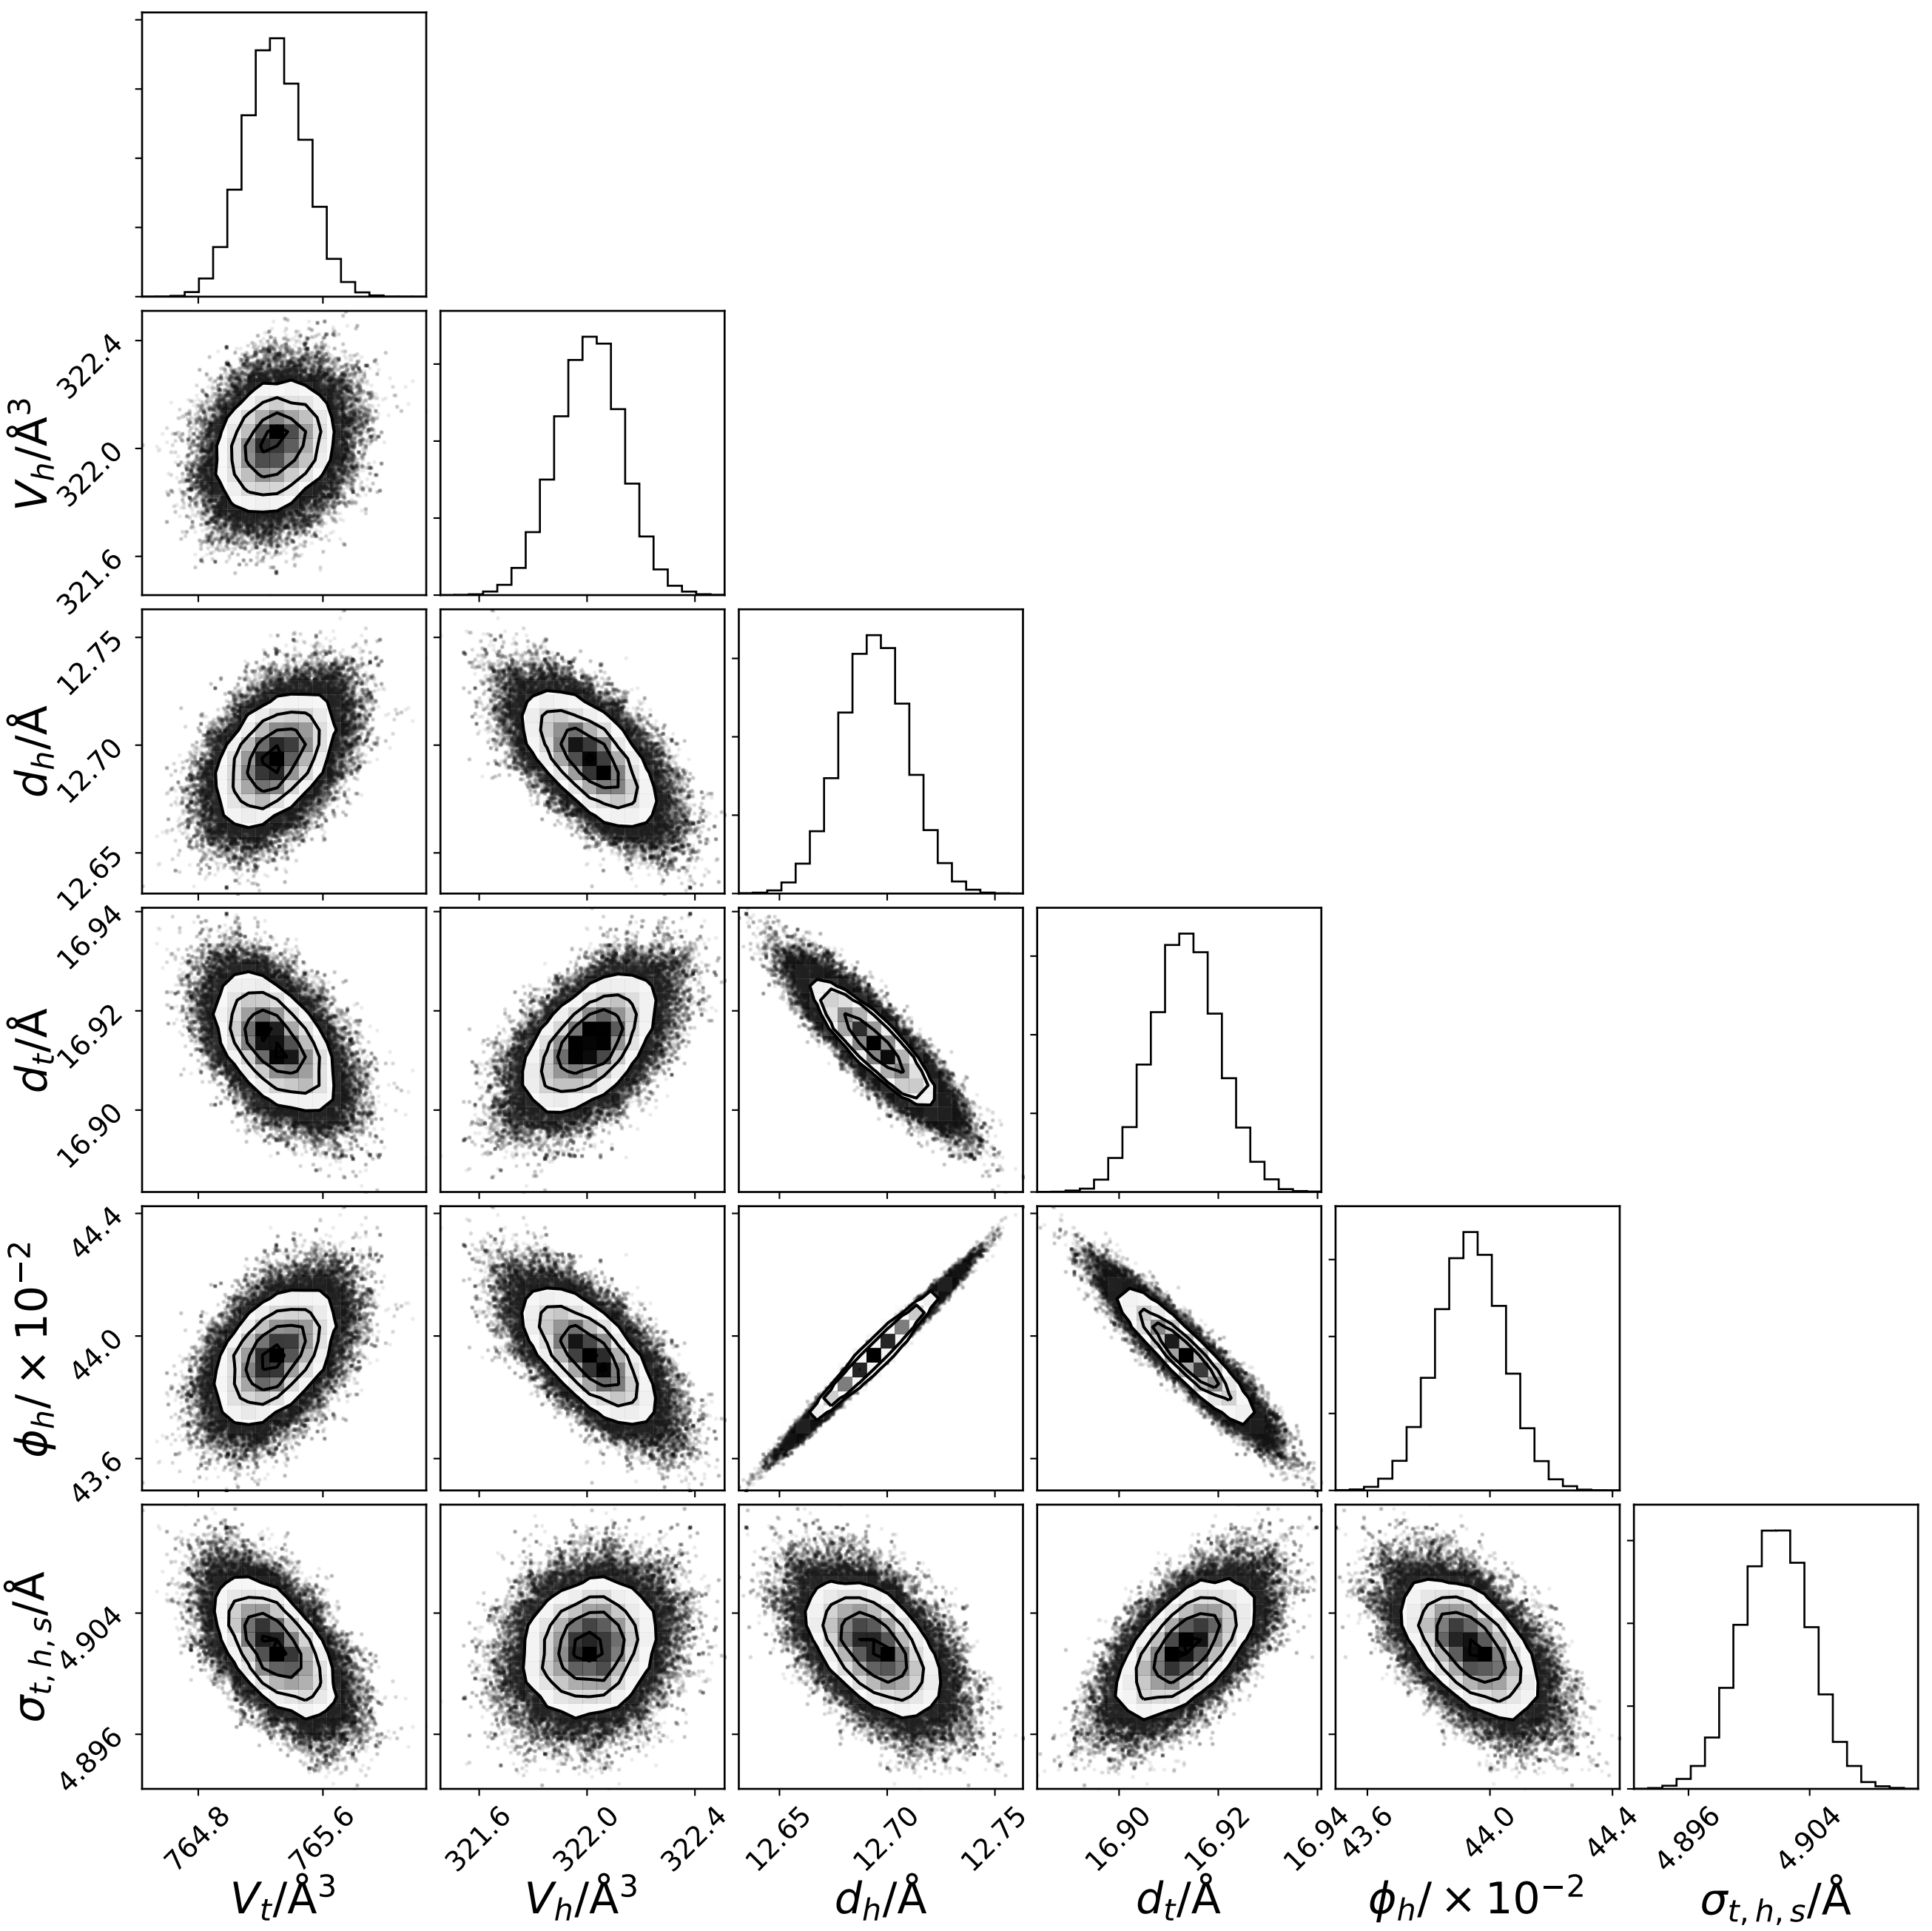 V_h/Å^3
322.4
322.0
321.6
d_h/Å
12.75
12.70
12.65
d_t/Å
16.94
16.92
16.90
ϕ_h/ × 10^−2
44.4
44.0
43.6
σ_{t, h, s}/Å
4.904
4.896
764.8 765.6 321.6 322.0 322.4 12.65 12.70 12.75 16.90 16.92 16.94 43.6 44.0 44.4 4.896 4.904
V_t/Å^3 V_h/Å^3 d_h/Å d_t/Å ϕ_h/ × 10^−2 σ_{t, h, s}/Å